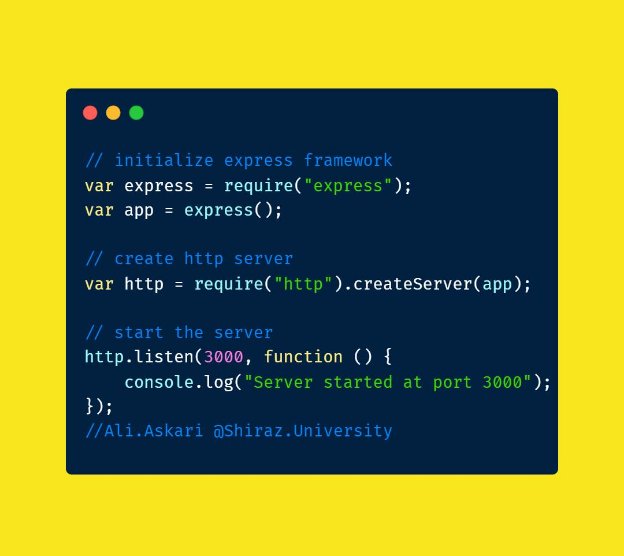 // initialize express framework
var express = require("express");
var app = express();
// create http server
var http = require("http").createServer(app);
// start the server
http.listen(3000, function () {
    console.log("Server started at port 3000");
});
//Ali.Askari @Shiraz.University